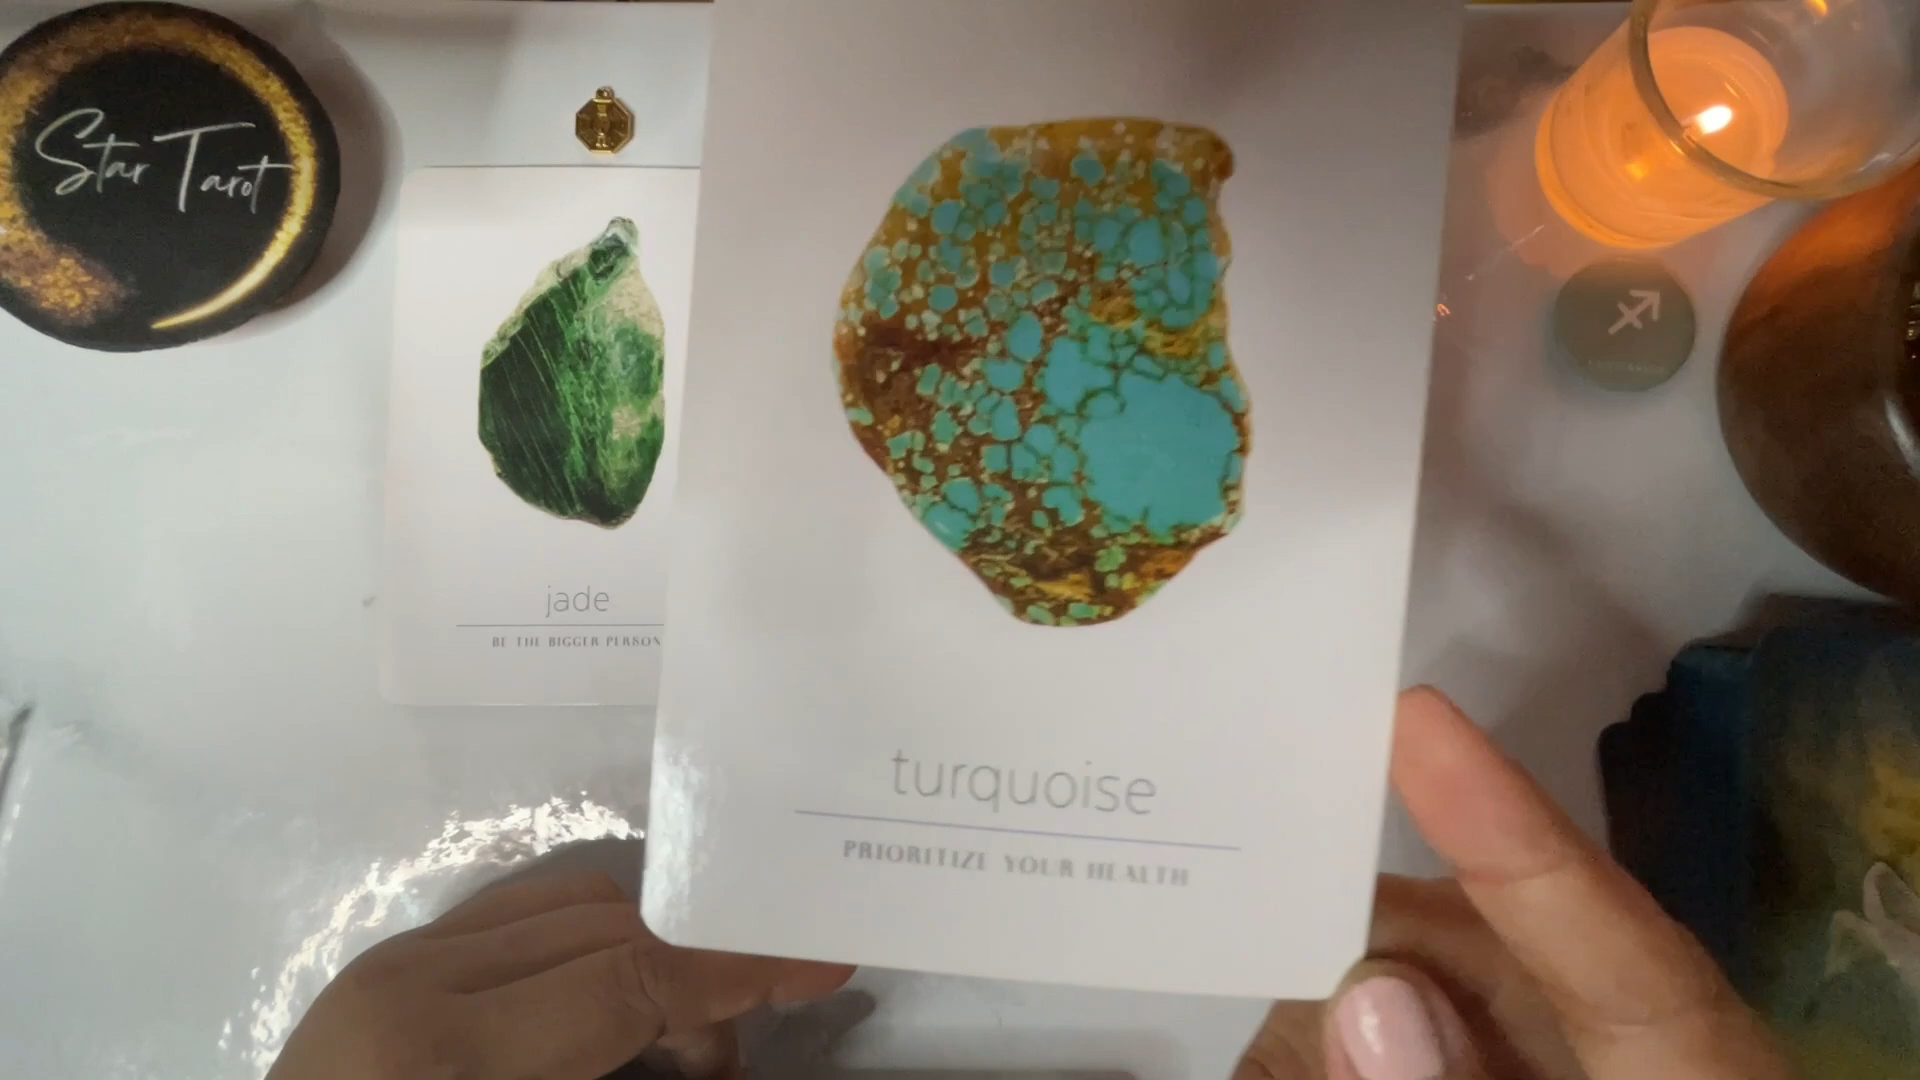 Star Tarot
jade
BE THE BIGGER PERSON
turquoise
PRIORITIZE YOUR HEALTH